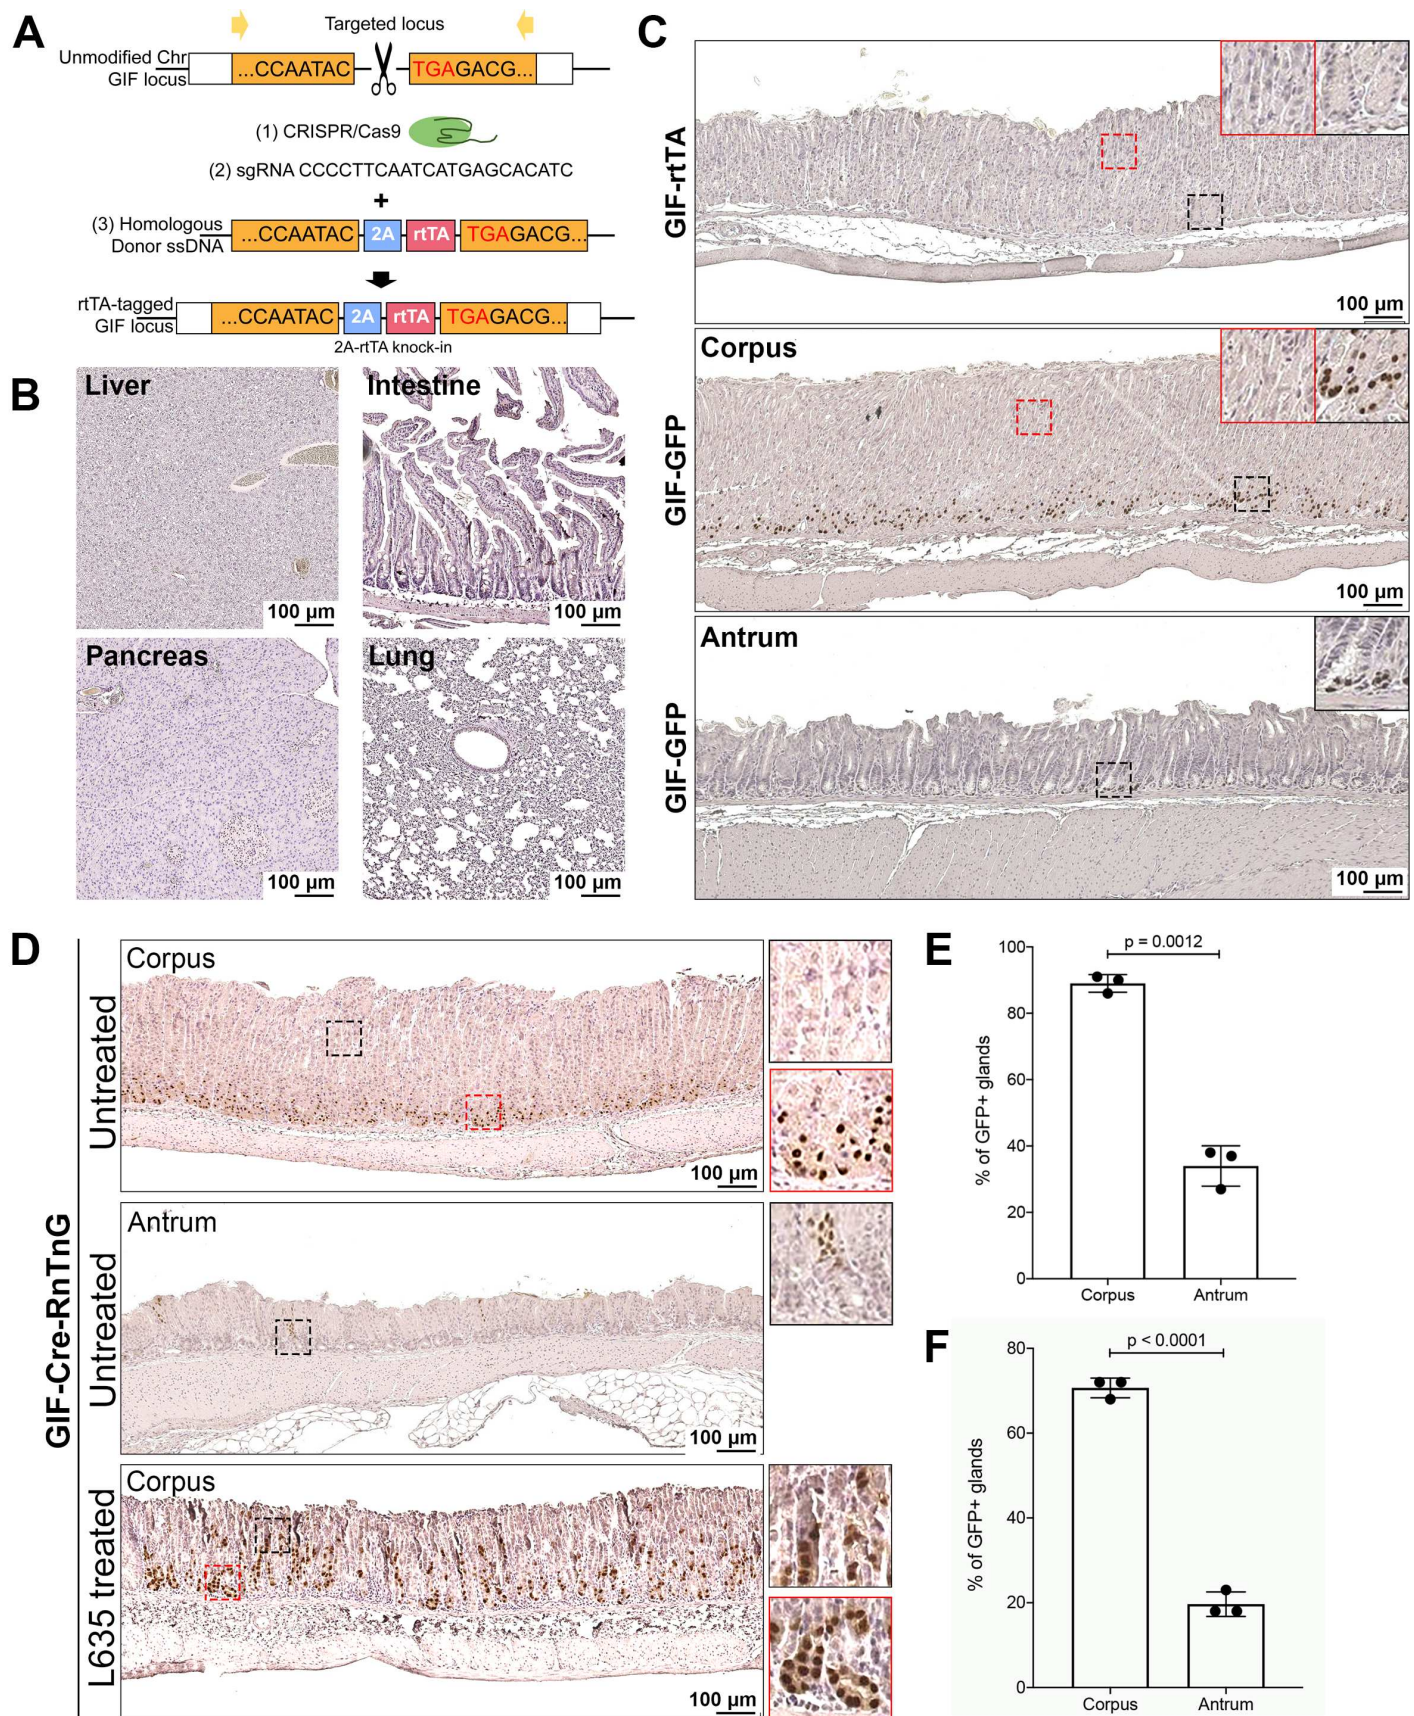 A
Targeted locus
Unmodified Chr
GIF locus
...CCAATAC
TGAGACG...
(1) CRISPR/Cas9
(2) sgRNA CCCCTTCAATCATGAGCACATC
+
(3) Homologous
Donor ssDNA
...CCAATAC 2A rtTA TGAGACG...
rtTA-tagged
GIF locus
...CCAATAC 2A rtTA TGAGACG...
2A-rtTA knock-in
B
Liver
100 µm
Intestine
100 µm
Pancreas
100 µm
Lung
100 µm
C
GIF-rtTA
100 µm
GIF-GFP
Corpus
100 µm
GIF-GFP
Antrum
100 µm
D
GIF-Cre-RnTnG
Untreated
Corpus
100 µm
Untreated
Antrum
100 µm
L635 treated
Corpus
100 µm
E
% of GFP+ glands
100
80
60
40
20
0
p = 0.0012
Corpus
Antrum
F
% of GFP+ glands
80
60
40
20
0
p < 0.0001
Corpus
Antrum